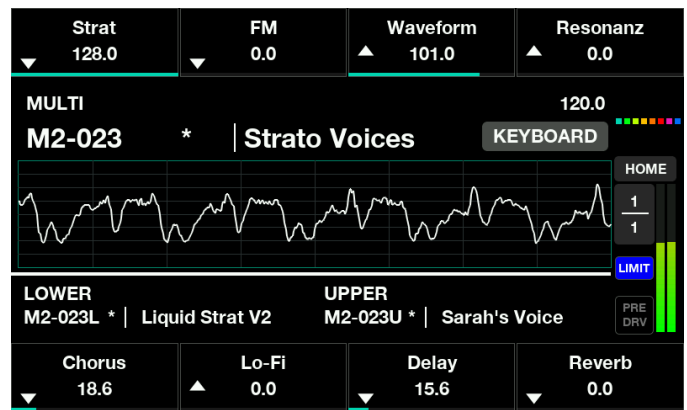 Strat FM Waveform Resonanz
128.0 0.0 101.0 0.0
MULTI 120.0
M2-023 * Strato Voices KEYBOARD
HOME
1
1
LIMIT
LOWER UPPER
M2-023L * | Liquid Strat V2 M2-023U * | Sarah's Voice
PRE
DRV
Chorus Lo-Fi Delay Reverb
18.6 0.0 15.6 0.0